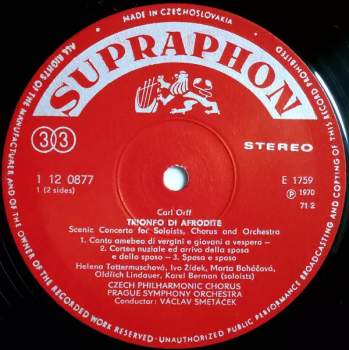 MADE IN CZECHOSLOVAKIA
ALL RIGHTS OF THE MANUFACTURER AND OF THE OWNER OF THE RECORDED WORK RESERVED! - UNAUTHORIZED PUBLIC PERFORMANCE BROADCASTING AND COPYING OF THIS RECORD PROHIBITED
SUPRAPHON
33
STEREO
1 12 0877
E 1759
1 (2 sides)
Ⓟ 1970
71 2
Carl Orff
TRIONFO DI AFRODITE
Scenic Concerto for Soloists, Chorus and Orchestra
1. Canto amebeo di vergini e giovani a vespero –
2. Corteo nuziale ed arrivo della sposa
e dello sposo – 3. Sposa e sposo
Helena Tattermuschová, Ivo Žídek, Marta Boháčová,
Oldřich Lindauer, Karel Berman (soloists)
CZECH PHILHARMONIC CHORUS
PRAGUE SYMPHONY ORCHESTRA
Conductor: VÁCLAV SMETÁČEK